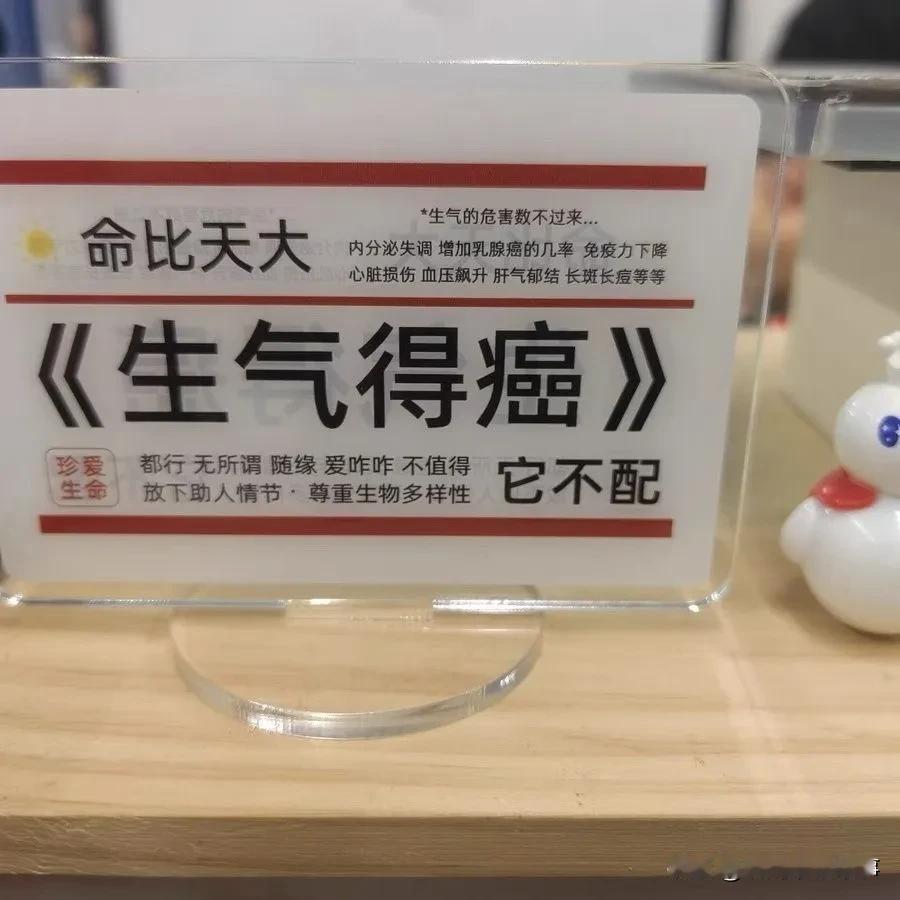 命比天大
*生气的危害数不过来...
内分泌失调 增加乳腺癌的几率 免疫力下降
心脏损伤 血压飙升 肝气郁结 长斑长痘等等
《生气得癌》
珍爱
生命
都行 无所谓 随缘 爱咋咋 不值得
放下助人情节·尊重生物多样性
它不配